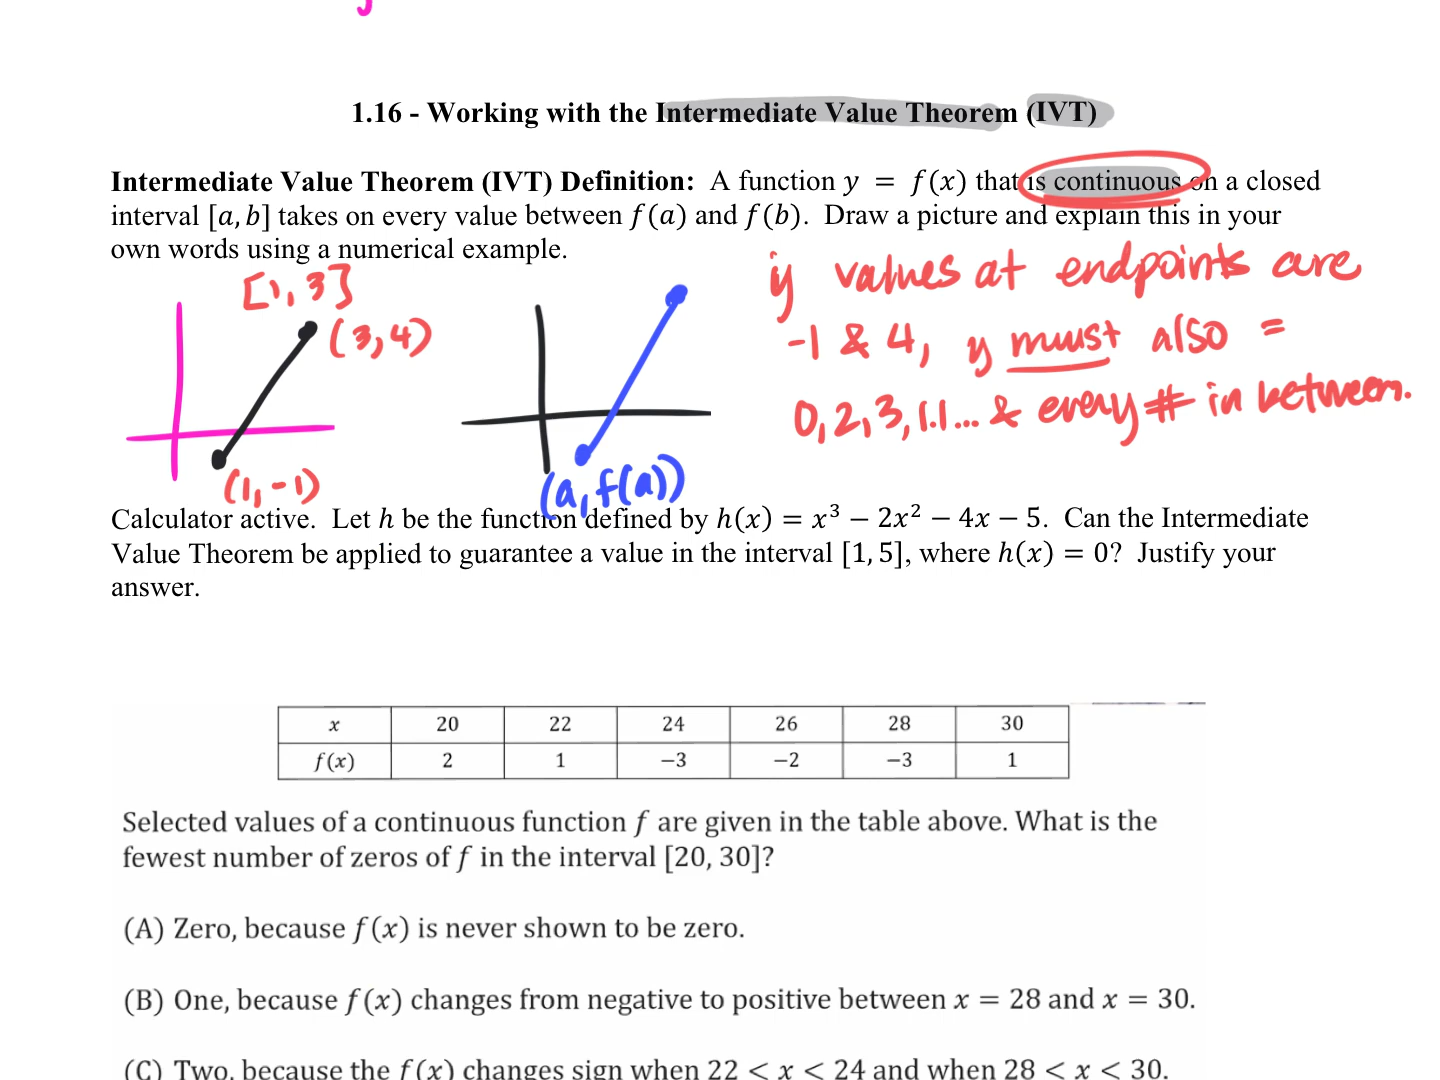 1.16 - Working with the Intermediate Value Theorem (IVT)
Intermediate Value Theorem (IVT) Definition: A function y = f(x) that is continuous on a closed
interval [a, b] takes on every value between f(a) and f(b). Draw a picture and explain this in your
own words using a numerical example.
[1, 3]
(3,4)
(1,-1)
(a, f(a))
y values at endpoints are
-1 & 4, y must also =
0,2,3,1.1... & every # in between.
Calculator active. Let h be the function defined by h(x) = x³ − 2x² − 4x − 5. Can the Intermediate
Value Theorem be applied to guarantee a value in the interval [1, 5], where h(x) = 0? Justify your
answer.
x 20 22 24 26 28 30
f(x) 2 1 −3 −2 −3 1
Selected values of a continuous function f are given in the table above. What is the
fewest number of zeros of f in the interval [20, 30]?
(A) Zero, because f(x) is never shown to be zero.
(B) One, because f(x) changes from negative to positive between x = 28 and x = 30.
(C) Two, because the f(x) changes sign when 22 < x < 24 and when 28 < x < 30.